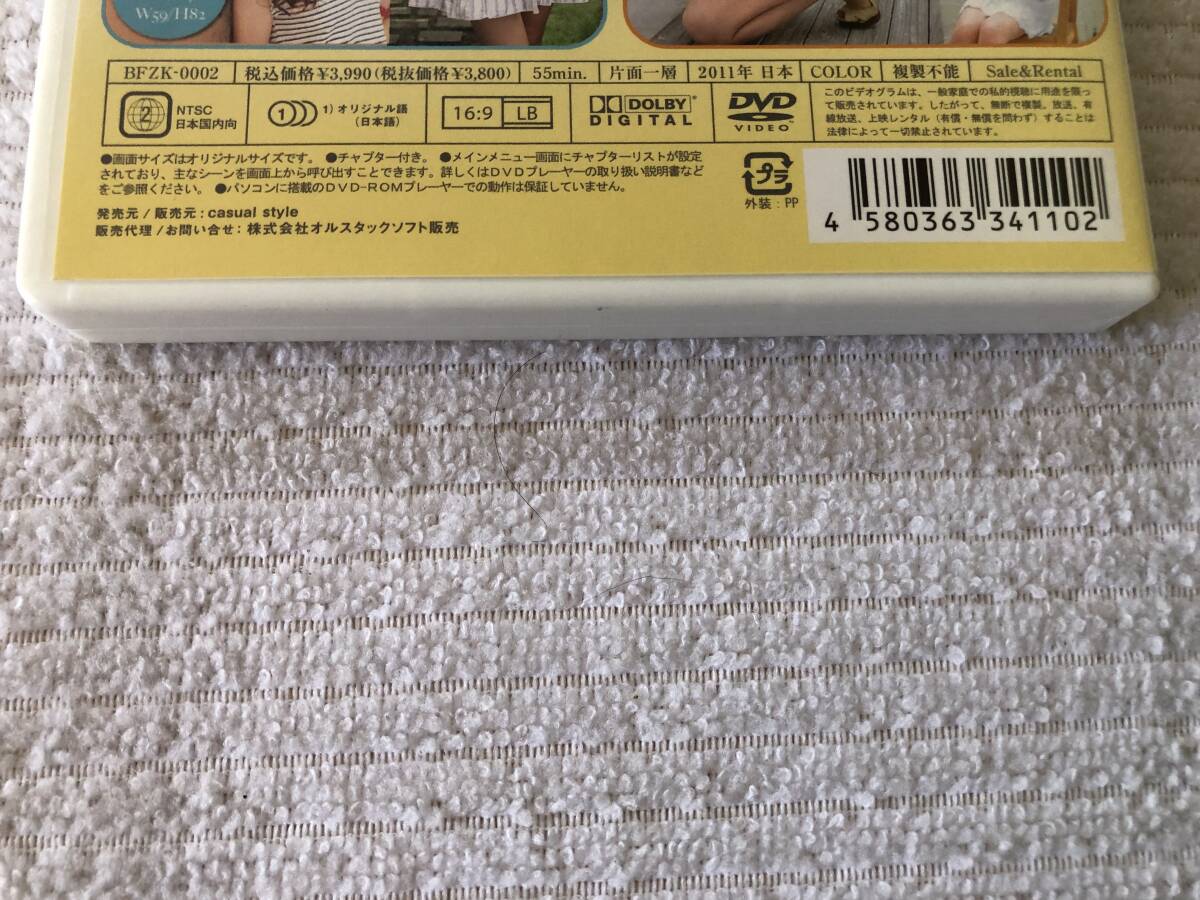 W59/H82
BFZK-0002 税込価格¥3,990(税抜価格¥3,800) 55min. 片面一層 2011年 日本 COLOR 複製不能 Sale&Rental
2 NTSC
日本国内向
1 1) オリジナル語
(日本語)
16:9 LB
DOLBY
DIGITAL
DVD
VIDEO
このビデオグラムは、一般家庭での私的視聴に用途を限っ
て販売されています。したがって、無断で複製、放送、有
線放送、上映レンタル(有償・無償を問わず)することは
法律によって一切禁止されています。
●画面サイズはオリジナルサイズです。 ●チャプター付き。 ●メインメニュー画面にチャプターリストが設定
されており、主なシーンを画面上から呼び出すことできます。詳しくはDVDプレーヤーの取り扱い説明書など
をご参照ください。 ●パソコンに搭載のDVD-ROMプレーヤーでの動作は保証していません。
発売元 / 販売元 : casual style
販売代理 / お問い合せ : 株式会社オルスタックソフト販売
プラ
外装 : PP
4 580363 341102